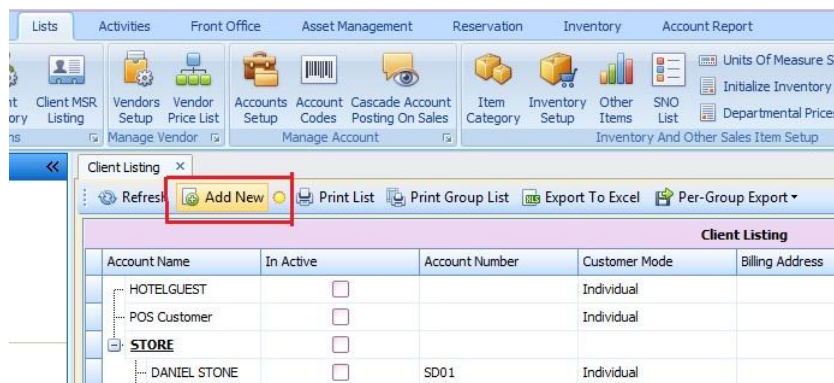 Lists Activities Front Office Asset Management Reservation Inventory Account Report
Client MSR Listing
Vendors Setup
Vendor Price List
Accounts Setup
Account Codes
Cascade Account Posting On Sales
Item Category
Inventory Setup
Other Items
SNO List
Units Of Measure S
Initialize Inventory
Departmental Prices
Manage Vendor Manage Account Inventory And Other Sales Item Setup
Client Listing ×
Refresh Add New Print List Print Group List Export To Excel Per-Group Export
Client Listing
Account Name In Active Account Number Customer Mode Billing Address
HOTELGUEST Individual
POS Customer Individual
STORE
DANIEL STONE SD01 Individual